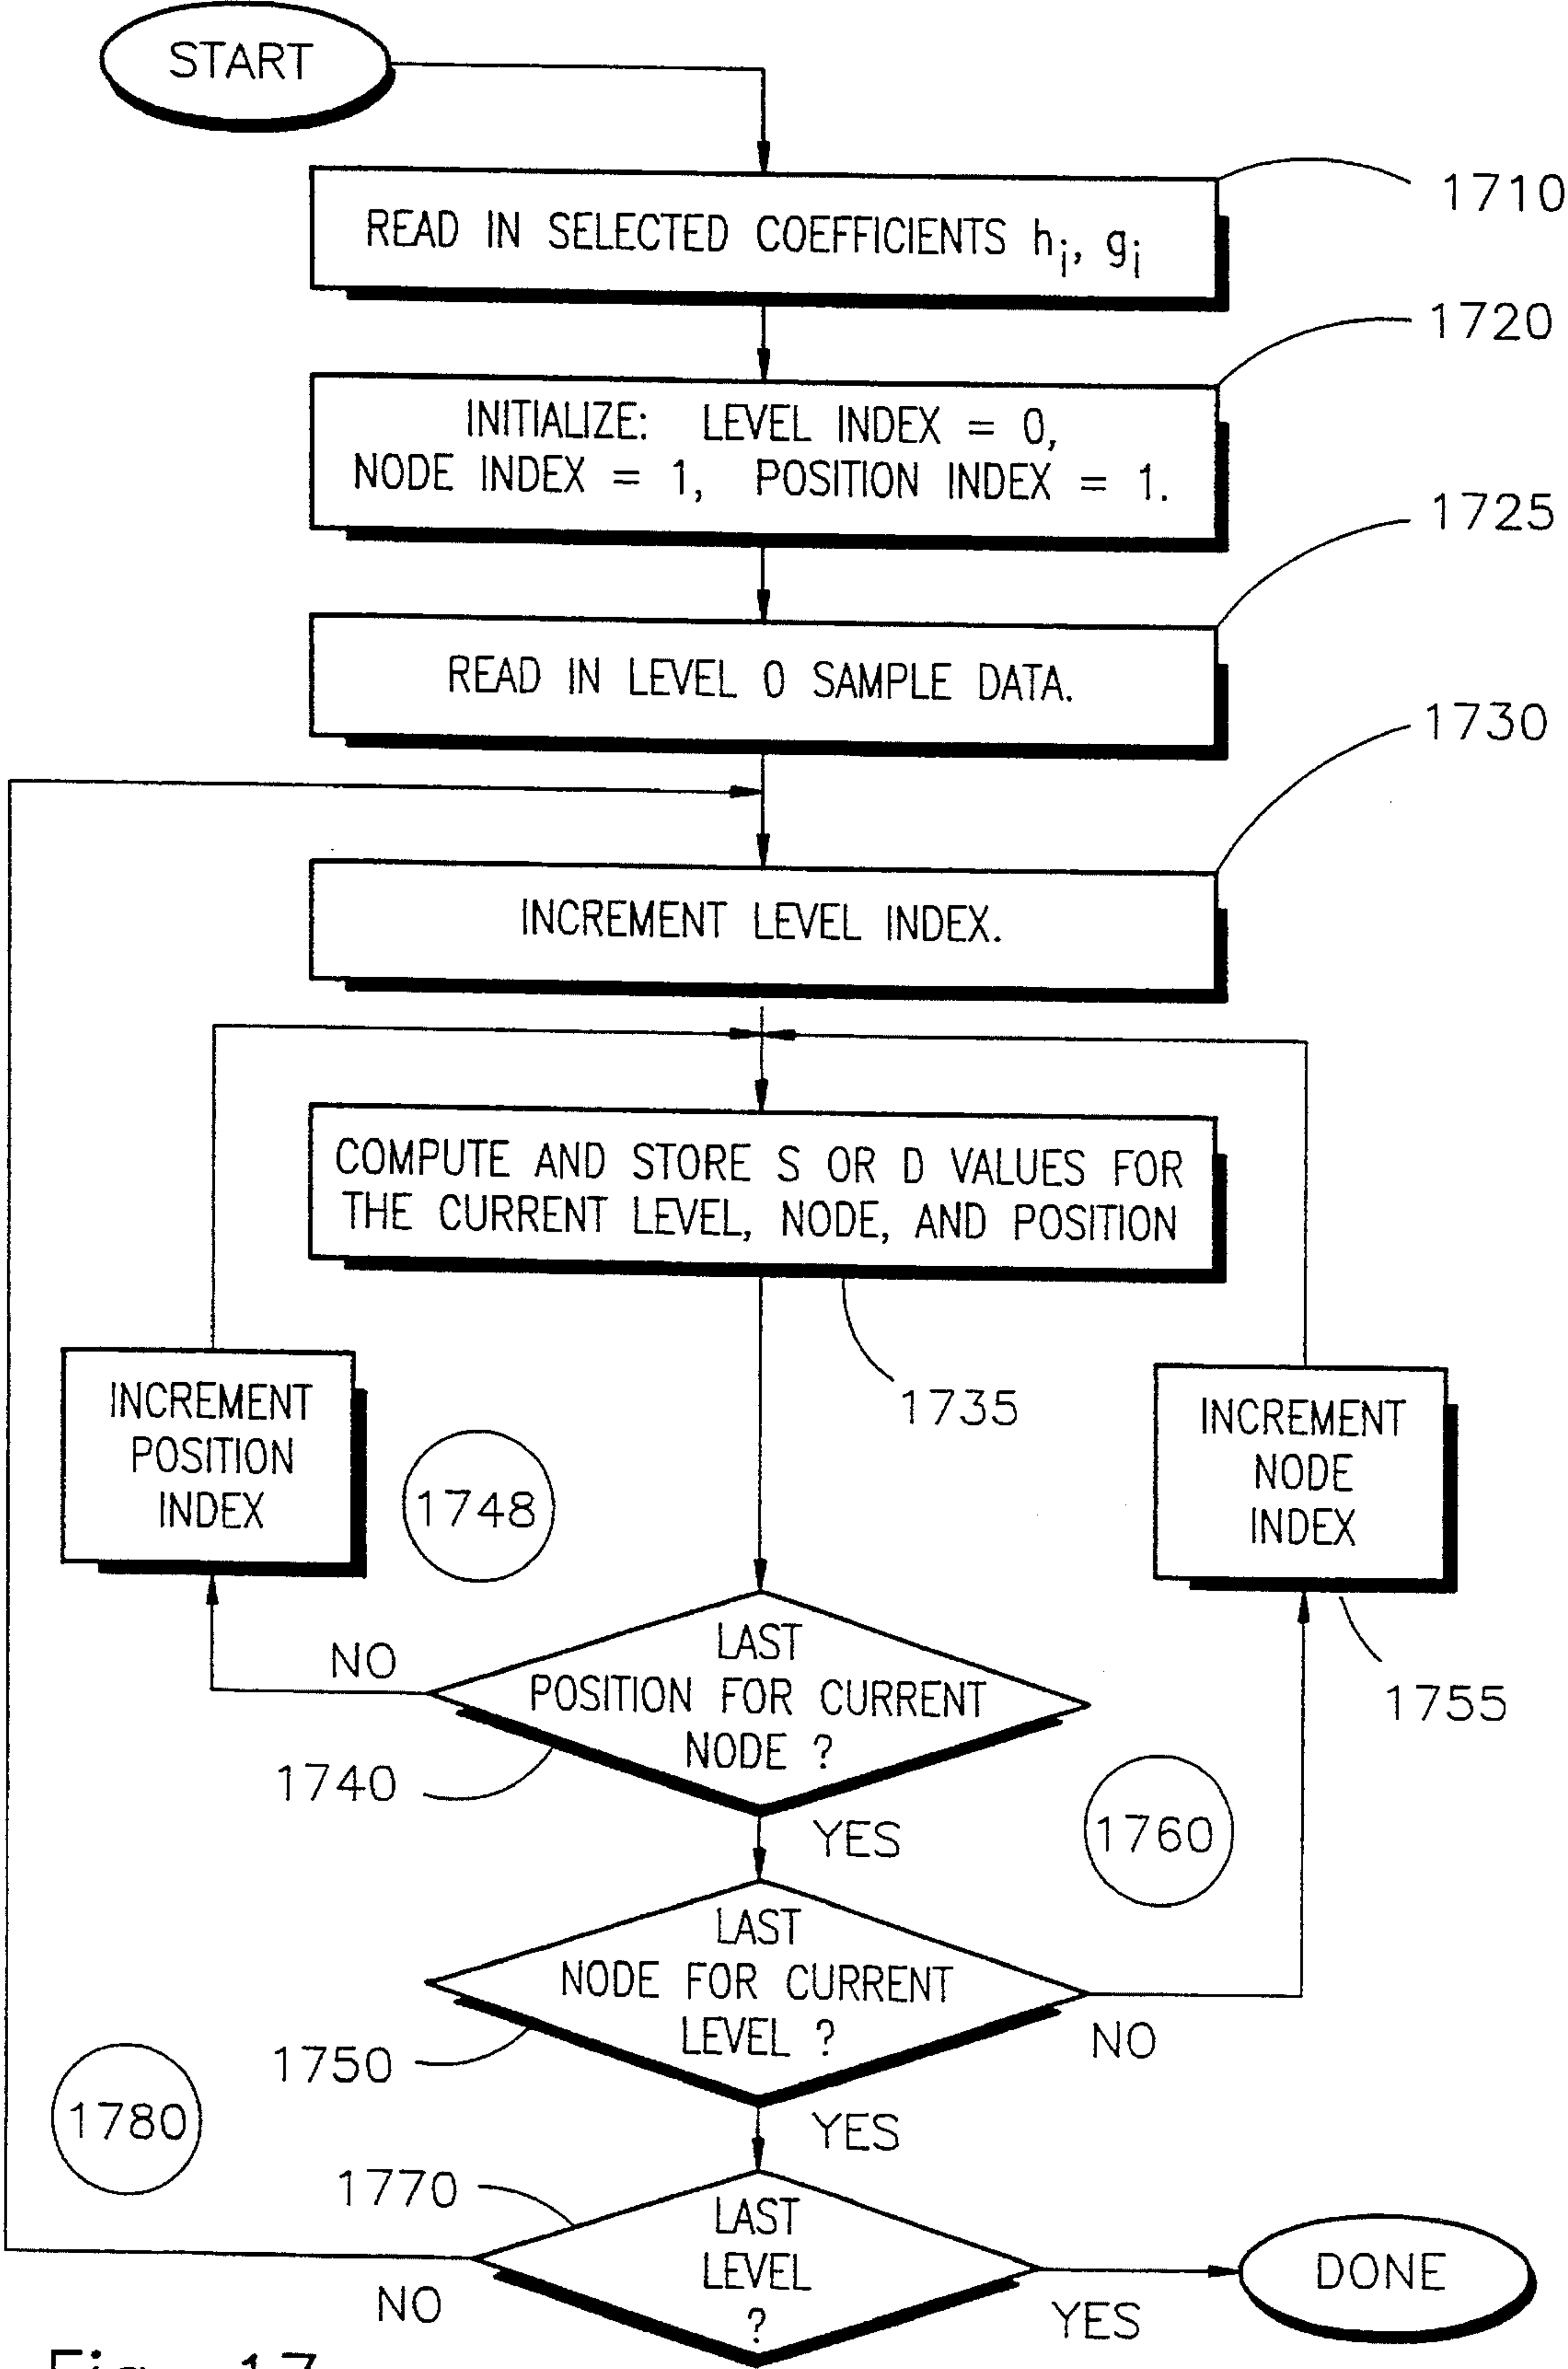 START
READ IN SELECTED COEFFICIENTS hi, gi
1710
INITIALIZE: LEVEL INDEX = 0,
NODE INDEX = 1, POSITION INDEX = 1.
1720
READ IN LEVEL 0 SAMPLE DATA.
1725
INCREMENT LEVEL INDEX.
1730
COMPUTE AND STORE S OR D VALUES FOR
THE CURRENT LEVEL, NODE, AND POSITION
1735
INCREMENT
POSITION
INDEX
1748
INCREMENT
NODE
INDEX
1755
LAST
POSITION FOR CURRENT
NODE ?
NO
1740
YES
1760
LAST
NODE FOR CURRENT
LEVEL ?
NO
1750
YES
1780
1770
LAST
LEVEL
?
NO
YES
DONE
Fig. 17